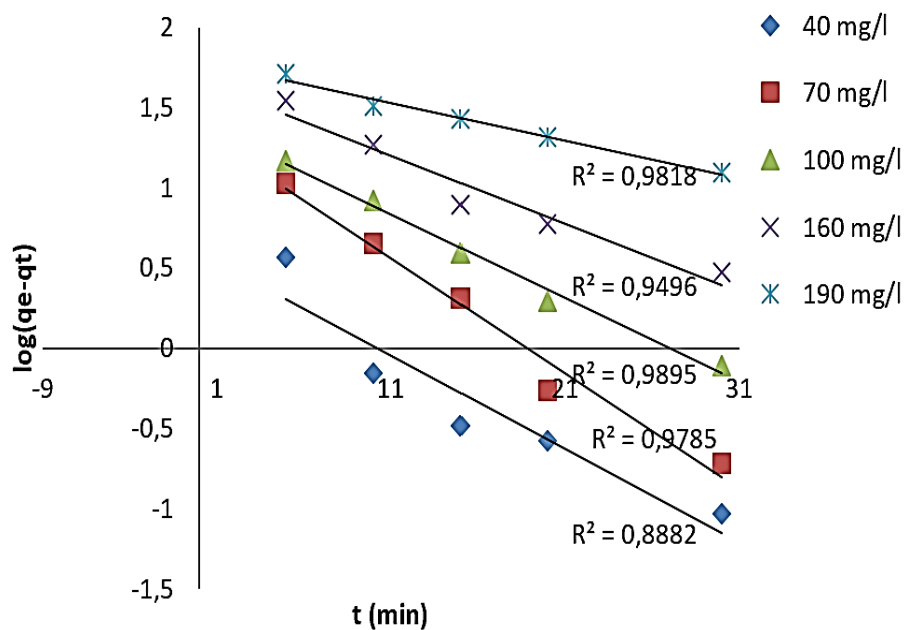 2
1,5
1
0,5
0
-0,5
-1
-1,5
-9
1
11
21
31
log(qe-qt)
t (min)
R² = 0,9818
R² = 0,9496
R² = 0,9895
R² = 0,9785
R² = 0,8882
40 mg/l
70 mg/l
100 mg/l
160 mg/l
190 mg/l